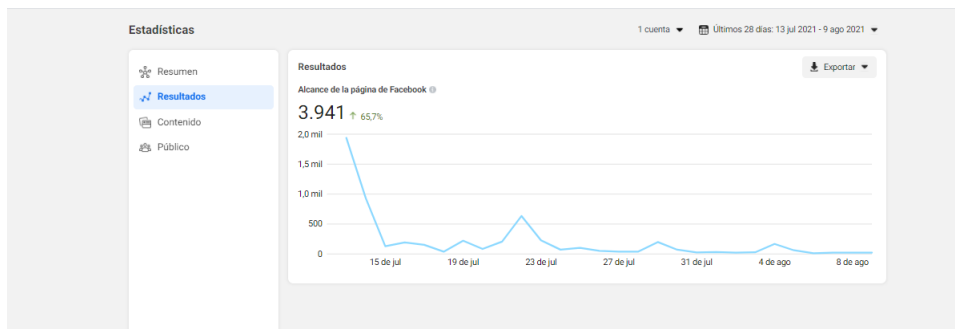 Estadísticas
1 cuenta
Últimos 28 días: 13 jul 2021 - 9 ago 2021
Resumen
Resultados
Contenido
Público
Resultados
Exportar
Alcance de la página de Facebook
3.941 ↑ 65,7%
2,0 mil
1,5 mil
1,0 mil
500
0
15 de jul 19 de jul 23 de jul 27 de jul 31 de jul 4 de ago 8 de ago